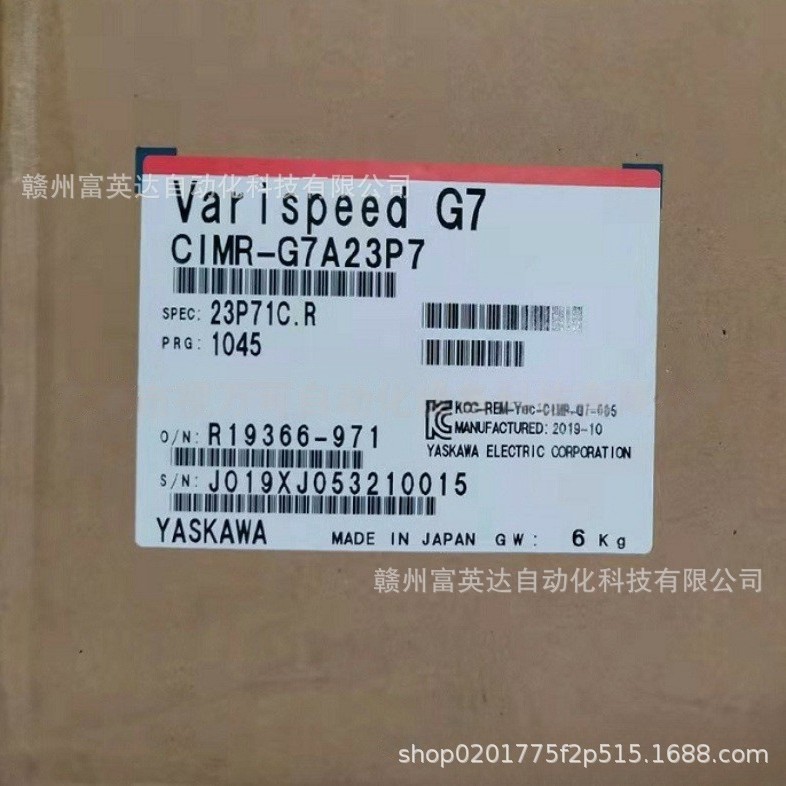 赣州富英达自动化科技有限公司
Varispeed G7
CIMR-G7A23P7
SPEC: 23P71C.R
PRG: 1045
KCC-REM-Yec-CIMR-G7-005
MANUFACTURED: 2019-10
YASKAWA ELECTRIC CORPORATION
O/N: R19366-971
S/N: J019XJ053210015
YASKAWA MADE IN JAPAN GW: 6 Kg
赣州富英达自动化科技有限公司
shop0201775f2p515.1688.com